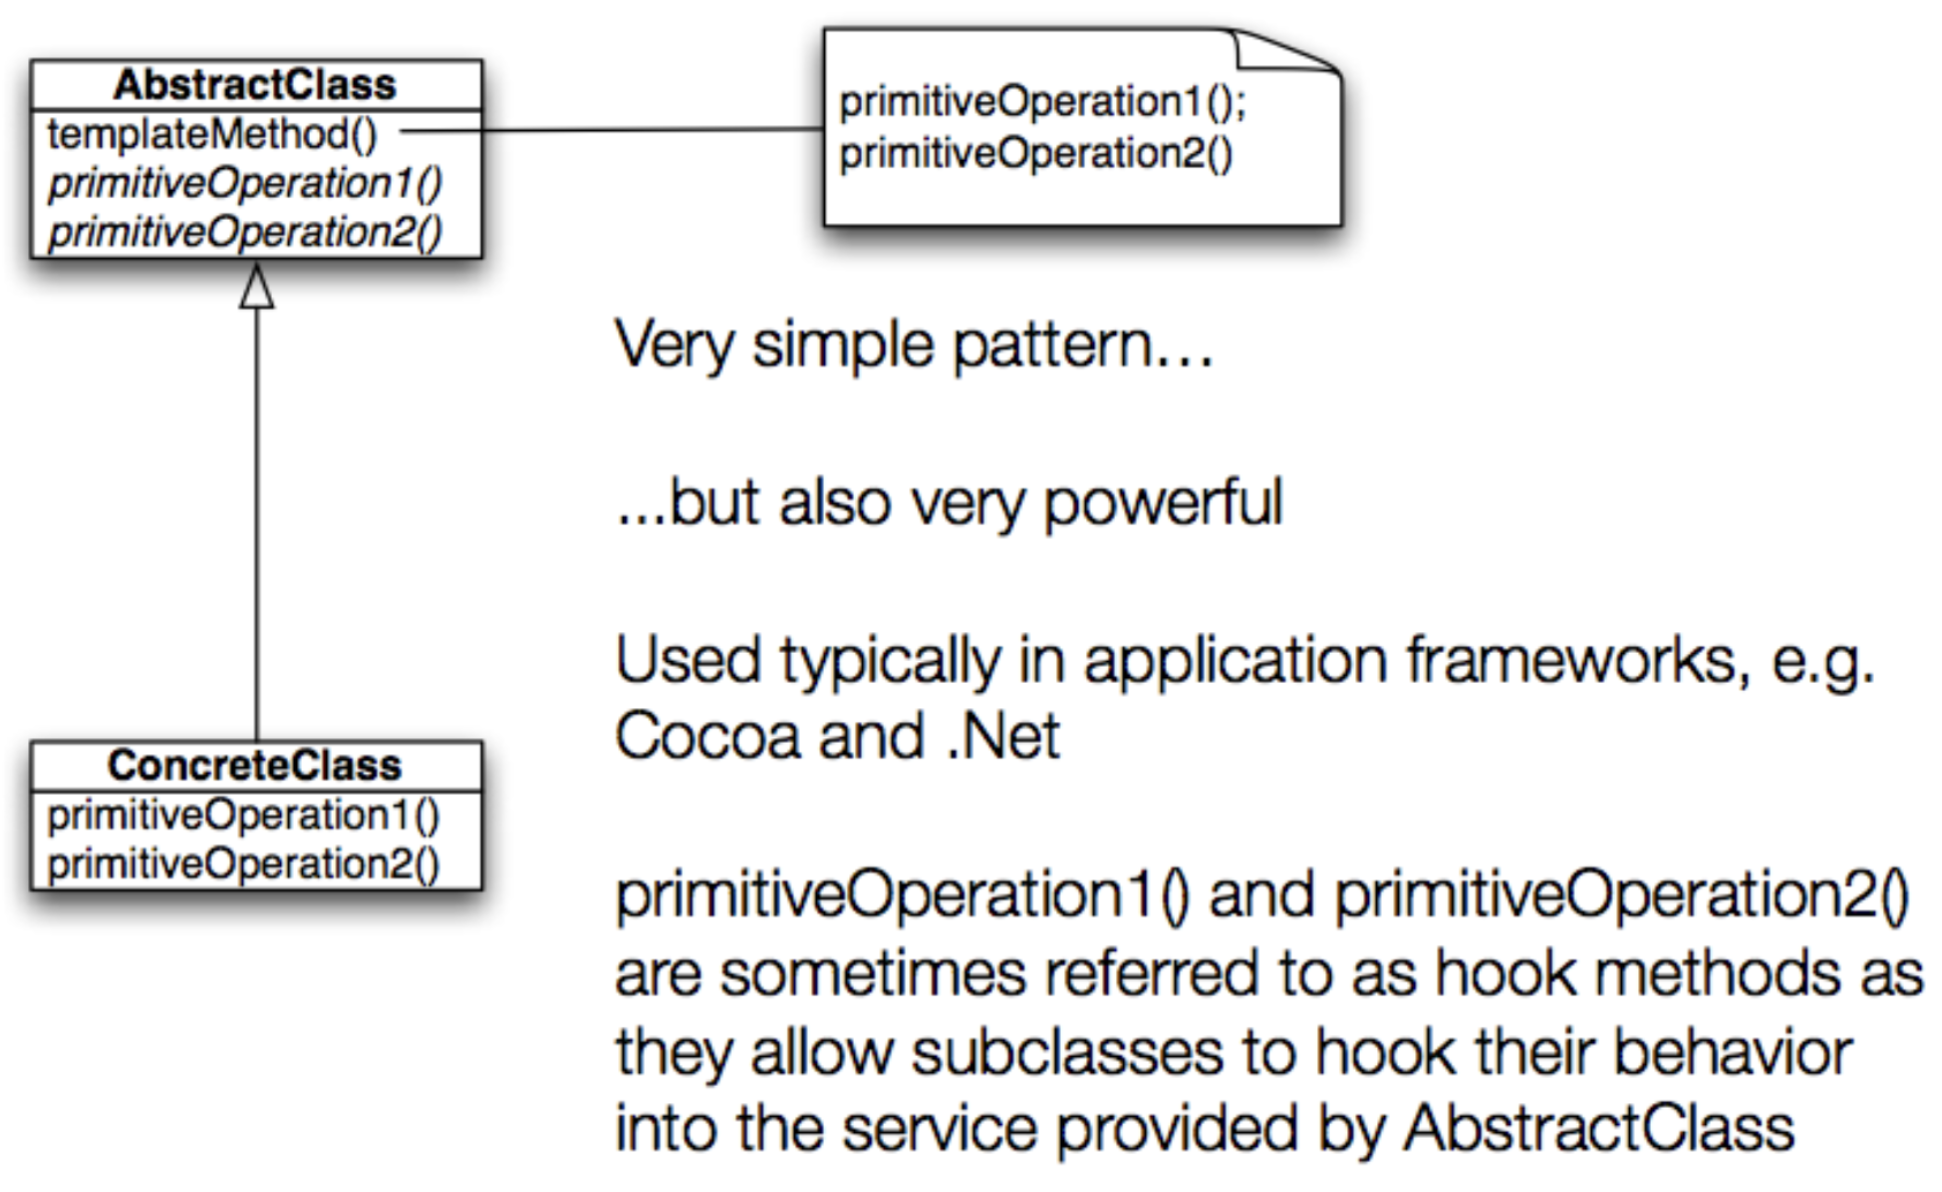 AbstractClass
templateMethod()
primitiveOperation1()
primitiveOperation2()
primitiveOperation1();
primitiveOperation2()
Very simple pattern…
...but also very powerful
Used typically in application frameworks, e.g.
Cocoa and .Net
ConcreteClass
primitiveOperation1()
primitiveOperation2()
primitiveOperation1() and primitiveOperation2()
are sometimes referred to as hook methods as
they allow subclasses to hook their behavior
into the service provided by AbstractClass